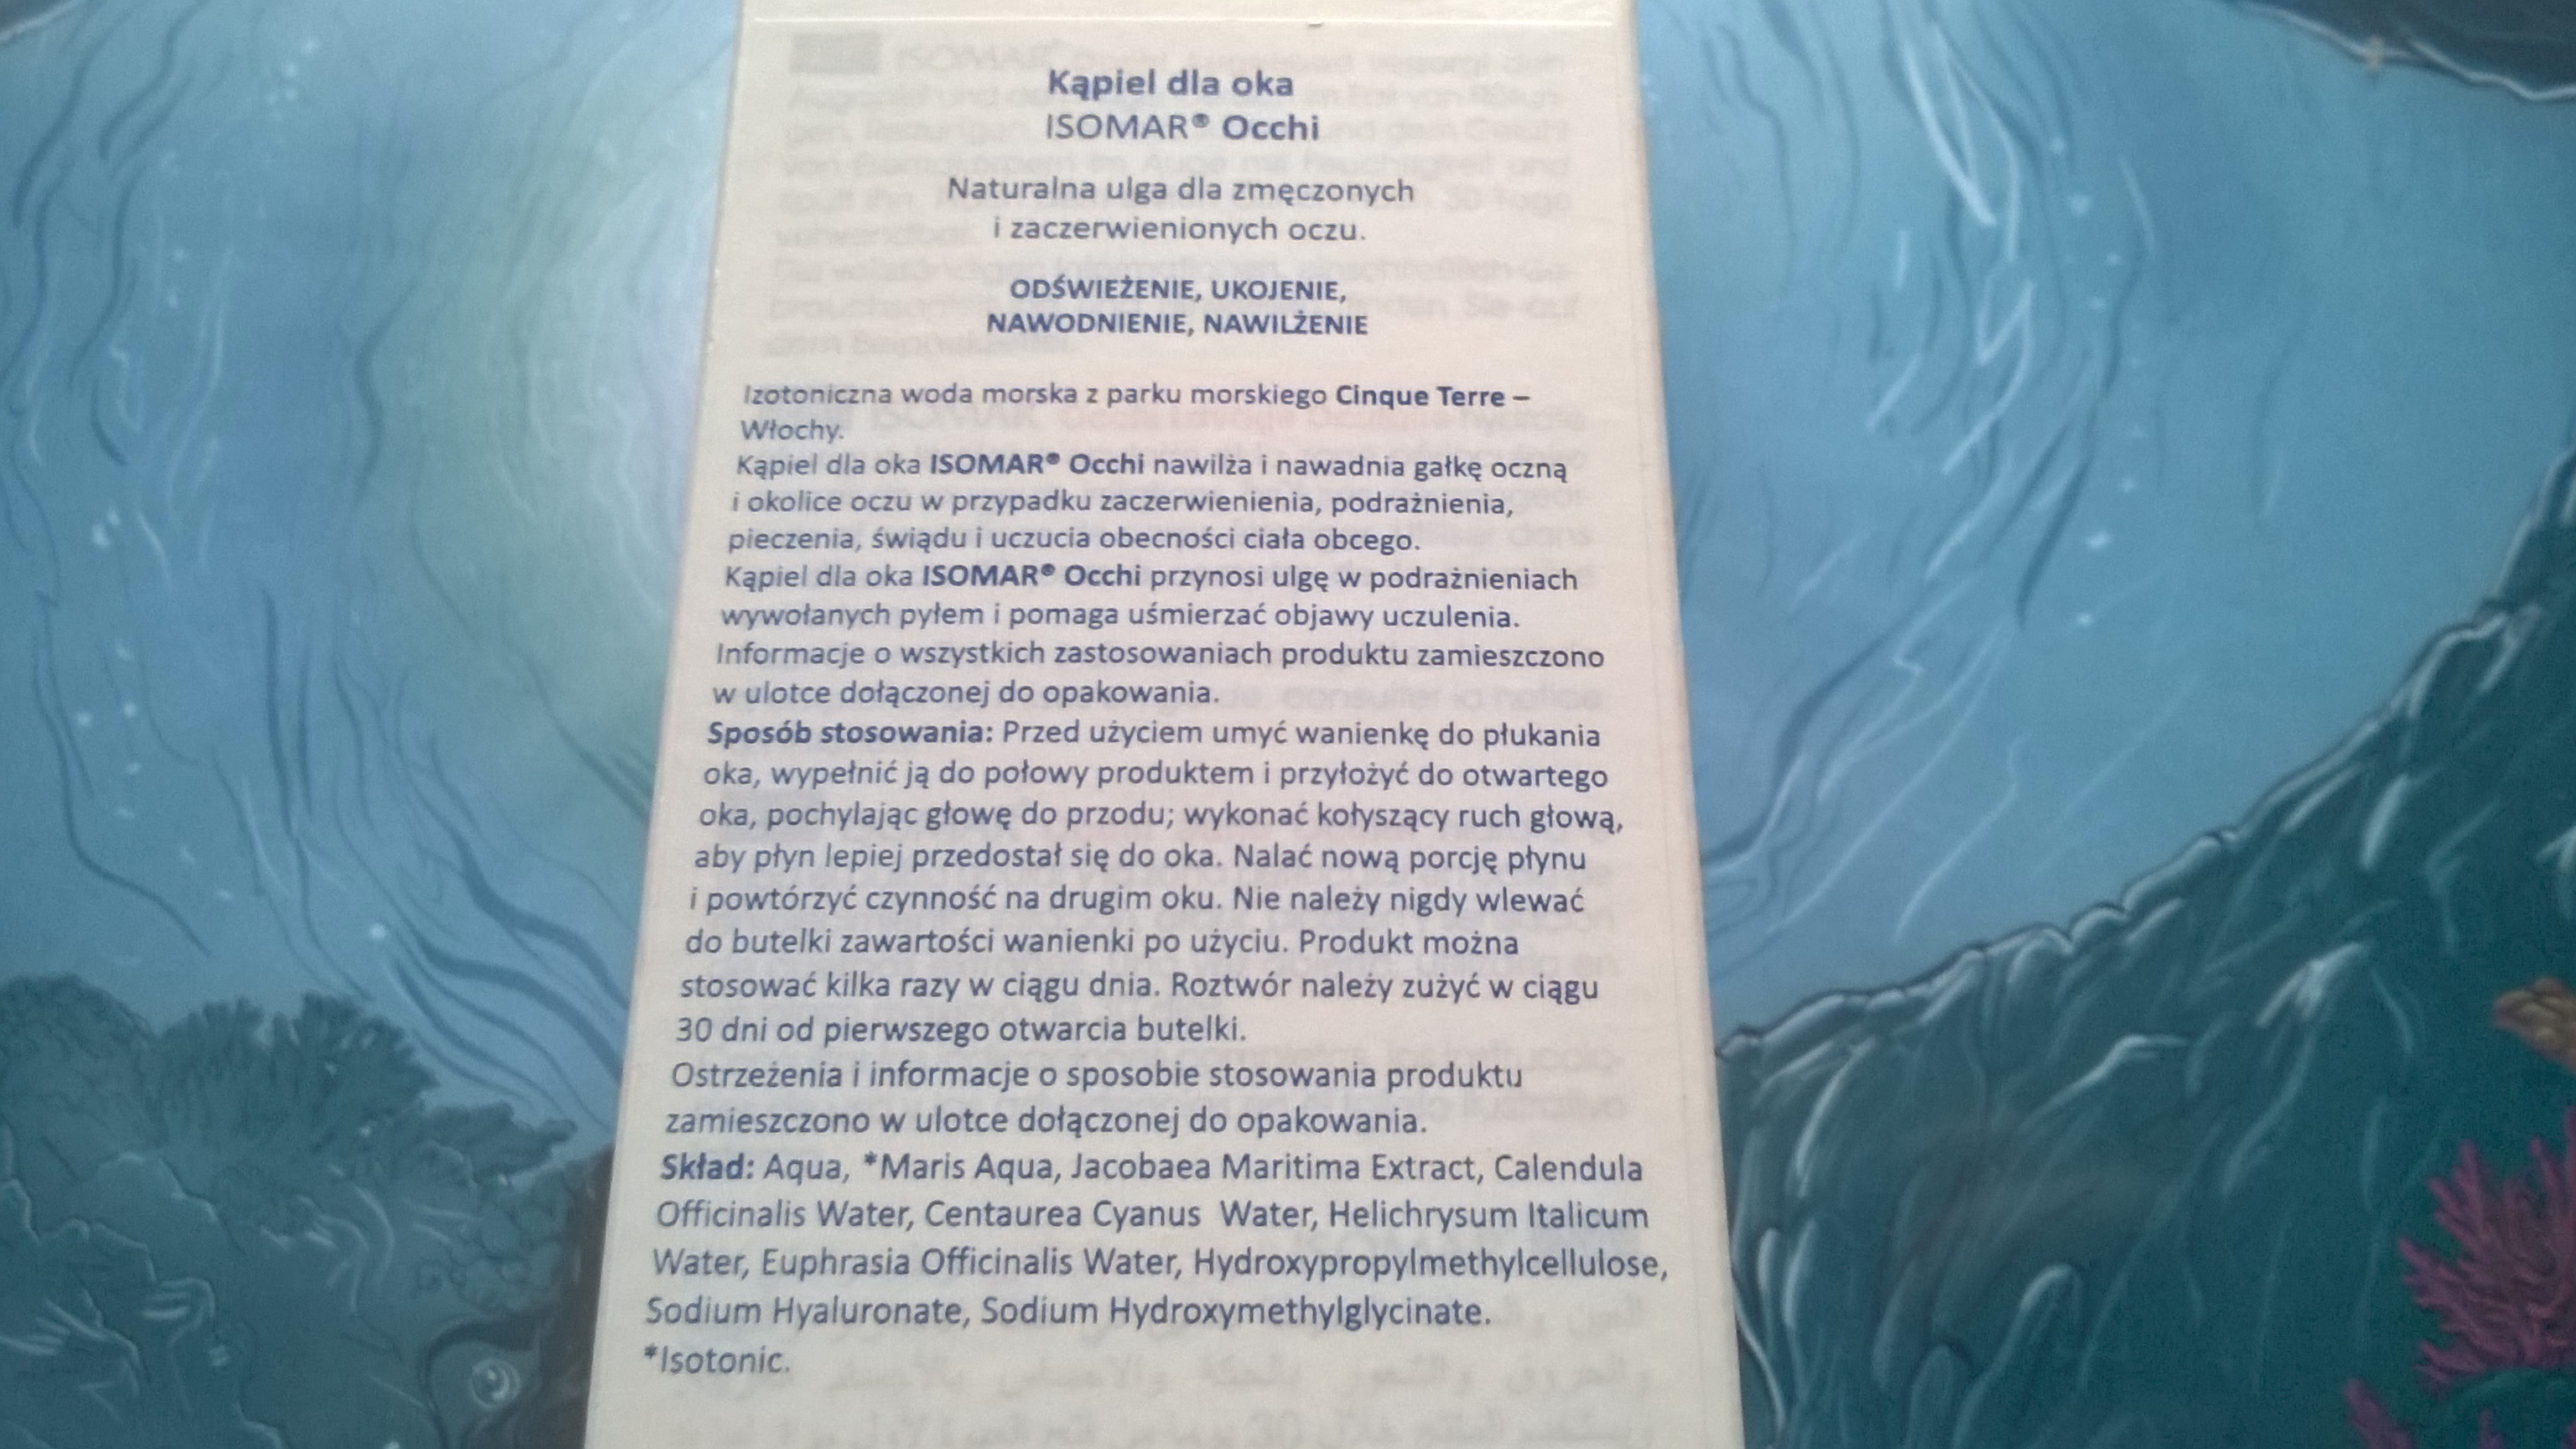 Kąpiel dla oka
ISOMAR® Occhi
Naturalna ulga dla zmęczonych
i zaczerwienionych oczu.
ODŚWIEŻENIE, UKOJENIE,
NAWODNIENIE, NAWILŻENIE
Izotoniczna woda morska z parku morskiego Cinque Terre –
Włochy.
Kąpiel dla oka ISOMAR® Occhi nawilża i nawadnia gałkę oczną
i okolice oczu w przypadku zaczerwienienia, podrażnienia,
pieczenia, świądu i uczucia obecności ciała obcego.
Kąpiel dla oka ISOMAR® Occhi przynosi ulgę w podrażnieniach
wywołanych pyłem i pomaga uśmierzać objawy uczulenia.
Informacje o wszystkich zastosowaniach produktu zamieszczono
w ulotce dołączonej do opakowania.
Sposób stosowania: Przed użyciem umyć wanienkę do płukania
oka, wypełnić ją do połowy produktem i przyłożyć do otwartego
oka, pochylając głowę do przodu; wykonać kołyszący ruch głową,
aby płyn lepiej przedostał się do oka. Nalać nową porcję płynu
i powtórzyć czynność na drugim oku. Nie należy nigdy wlewać
do butelki zawartości wanienki po użyciu. Produkt można
stosować kilka razy w ciągu dnia. Roztwór należy zużyć w ciągu
30 dni od pierwszego otwarcia butelki.
Ostrzeżenia i informacje o sposobie stosowania produktu
zamieszczono w ulotce dołączonej do opakowania.
Skład: Aqua, *Maris Aqua, Jacobaea Maritima Extract, Calendula
Officinalis Water, Centaurea Cyanus Water, Helichrysum Italicum
Water, Euphrasia Officinalis Water, Hydroxypropylmethylcellulose,
Sodium Hyaluronate, Sodium Hydroxymethylglycinate.
*Isotonic.